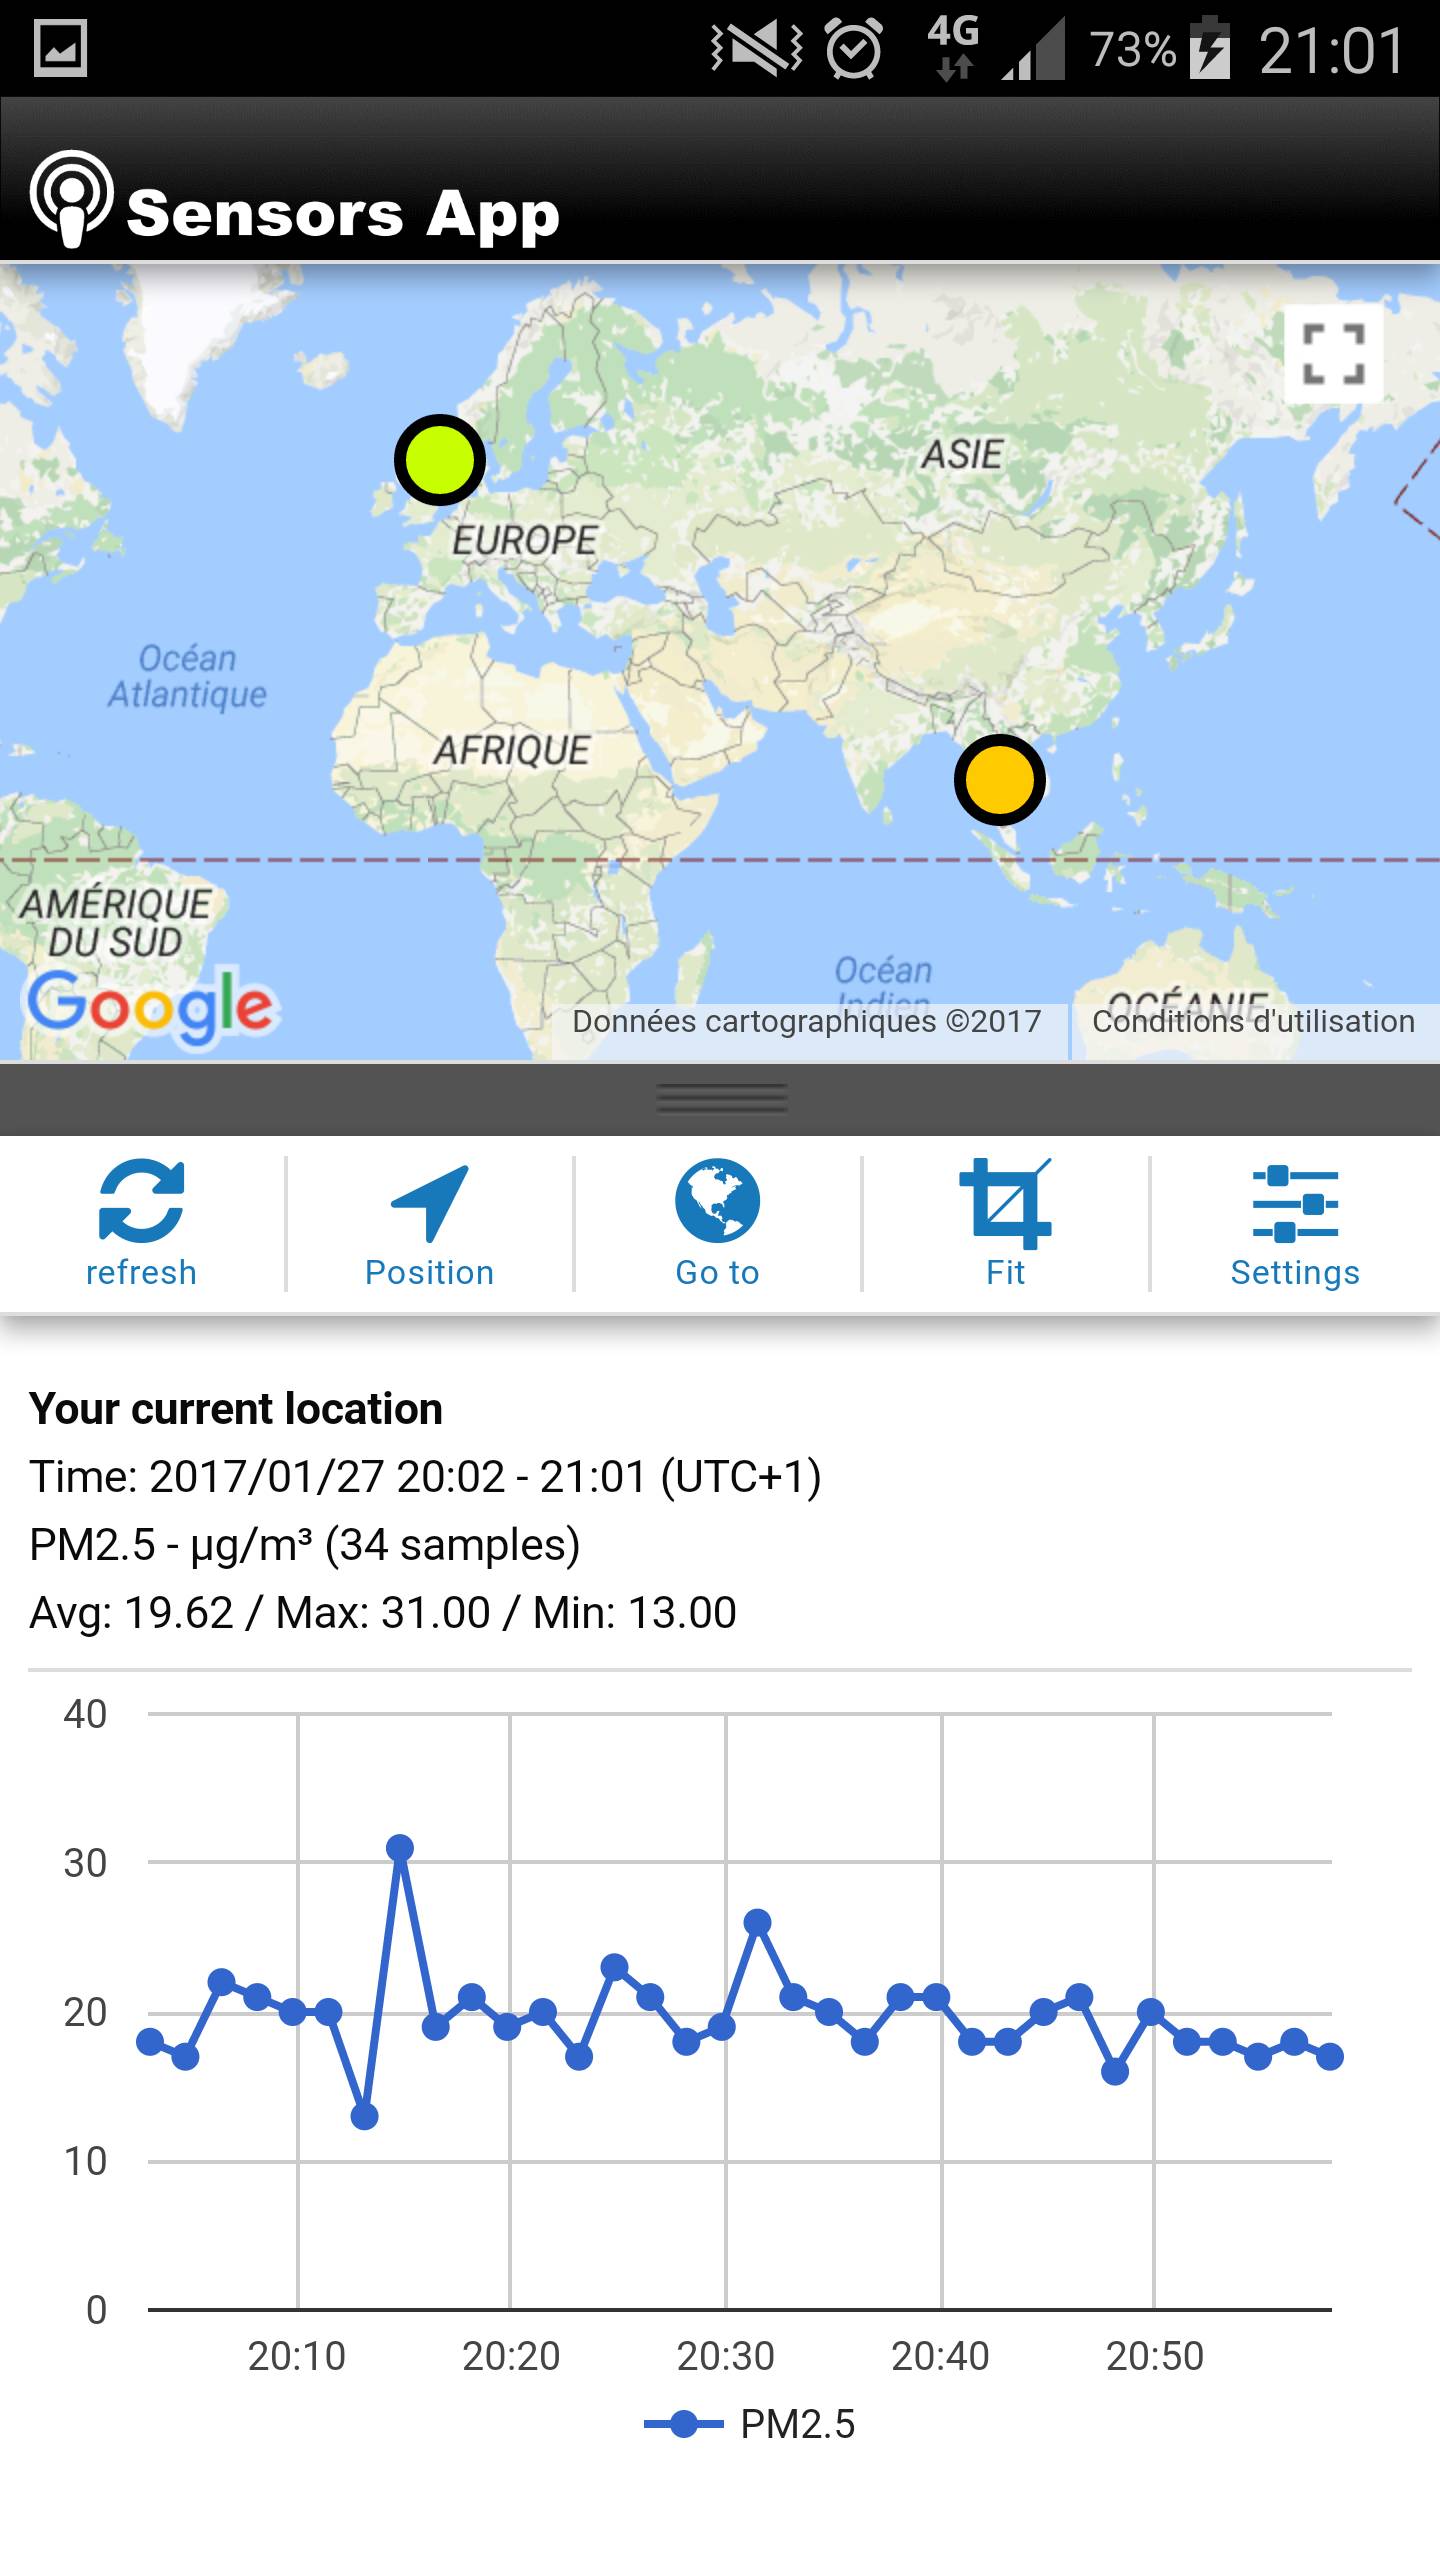 4G 73% 21:01
Sensors App
ASIE
EUROPE
Océan
Atlantique
AFRIQUE
AMÉRIQUE
DU SUD
Océan
Indien
OCÉANIE
Google
Données cartographiques ©2017 Conditions d'utilisation
refresh Position Go to Fit Settings
Your current location
Time: 2017/01/27 20:02 - 21:01 (UTC+1)
PM2.5 - µg/m³ (34 samples)
Avg: 19.62 / Max: 31.00 / Min: 13.00
40
30
20
10
0
20:10 20:20 20:30 20:40 20:50
PM2.5